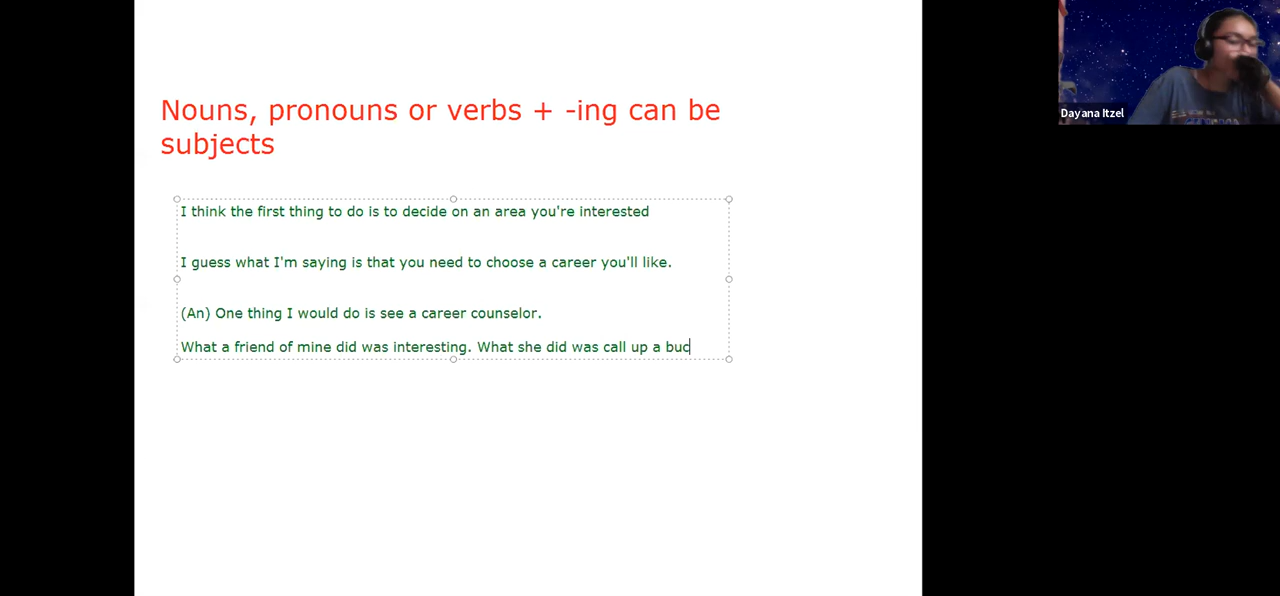 Nouns, pronouns or verbs + -ing can be
subjects
I think the first thing to do is to decide on an area you're interested
I guess what I'm saying is that you need to choose a career you'll like.
(An) One thing I would do is see a career counselor.
What a friend of mine did was interesting. What she did was call up a buc
Dayana Itzel